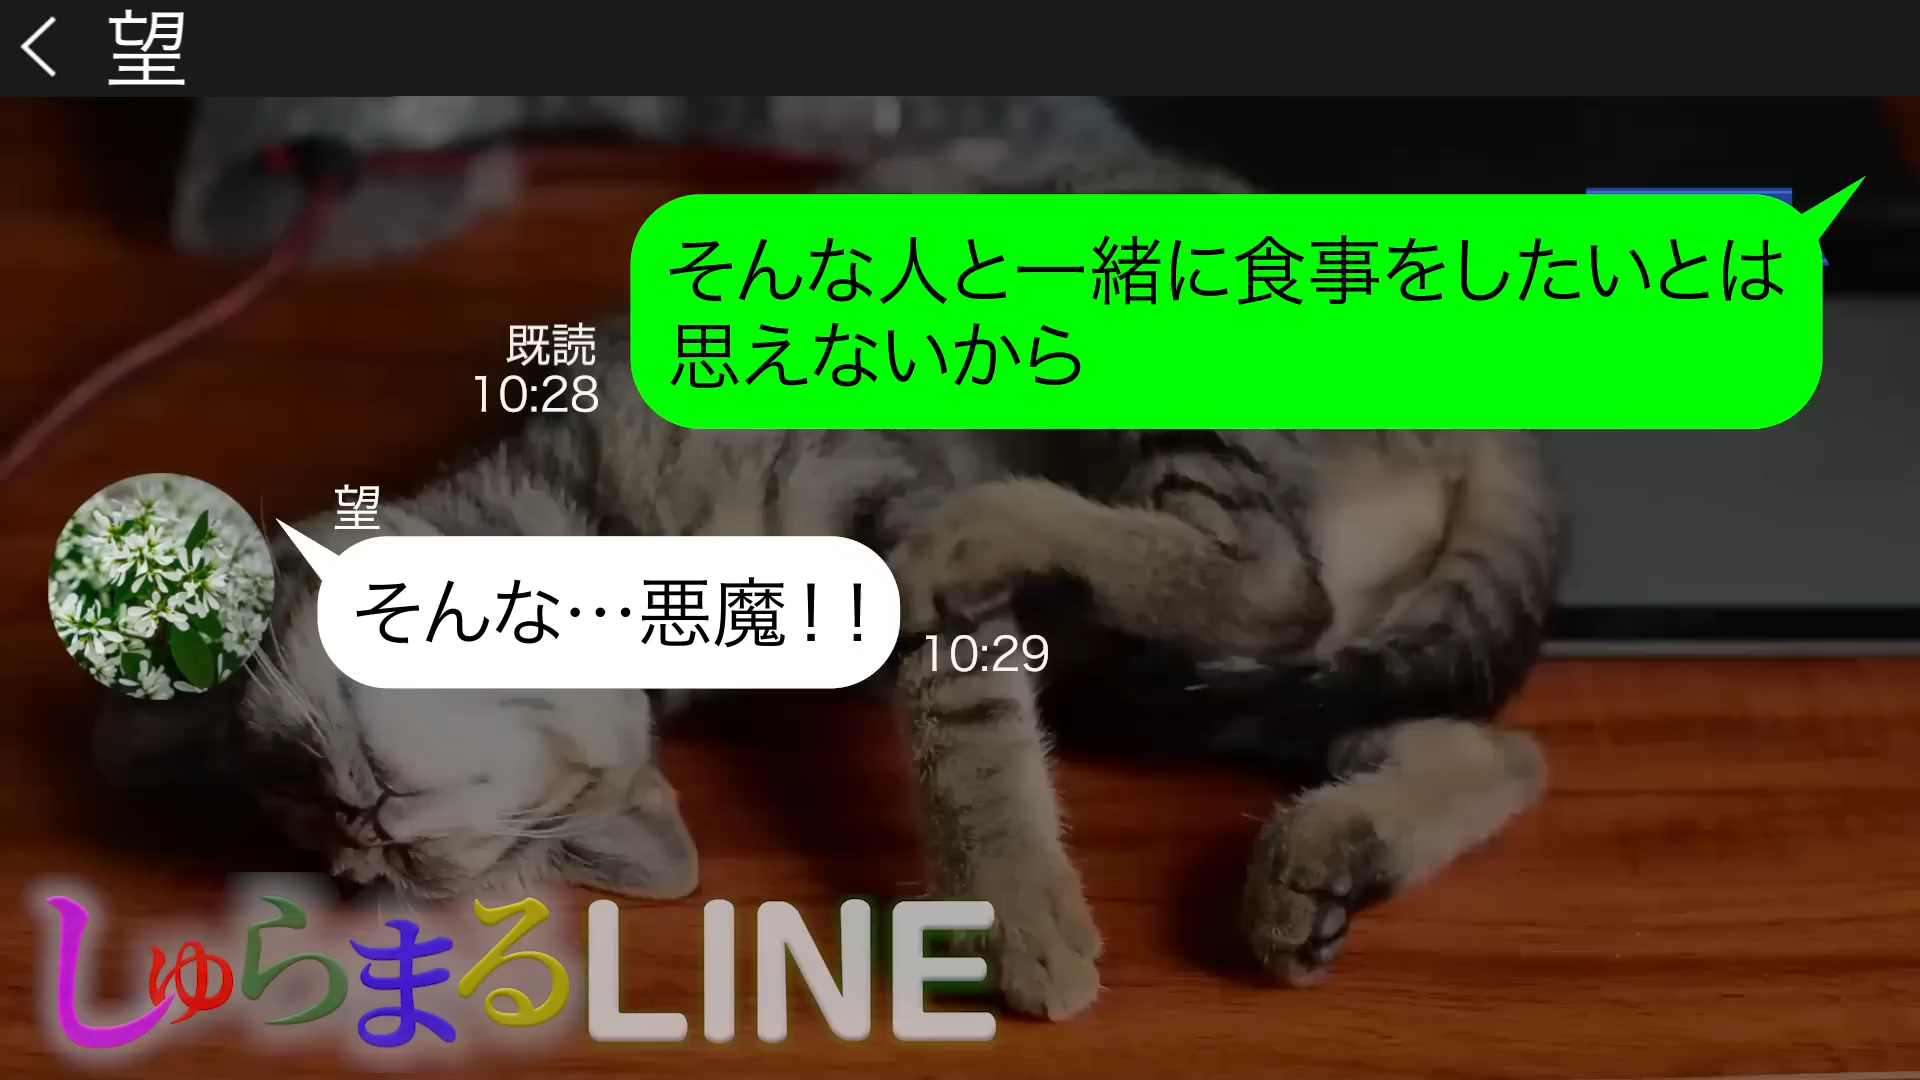 望
そんな人と一緒に食事をしたいとは
思えないから
既読
10:28
望
そんな…悪魔！！
10:29
しゅらまるLINE